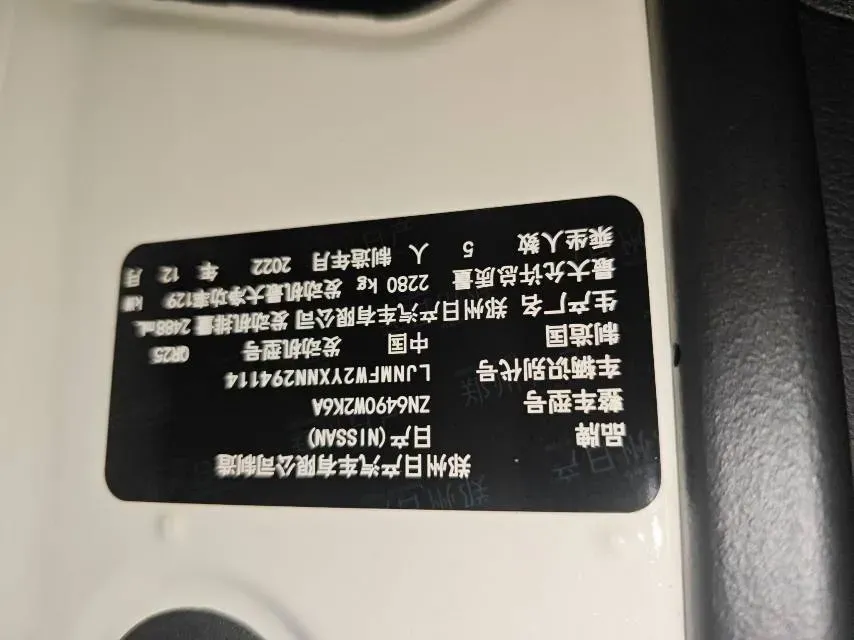 郑州日产汽车有限公司制造
品牌 日产(NISSAN)
整车型号 ZN6490W2K6A
车辆识别代号 LJNMFW2YXNN294114
制造国 中国 发动机型号 QR25
生产厂名 郑州日产汽车有限公司 发动机排量 2488 mL
最大允许总质量 2280 kg 发动机最大净功率 129 kW
乘坐人数 5 人 制造年月 2022 年 12 月